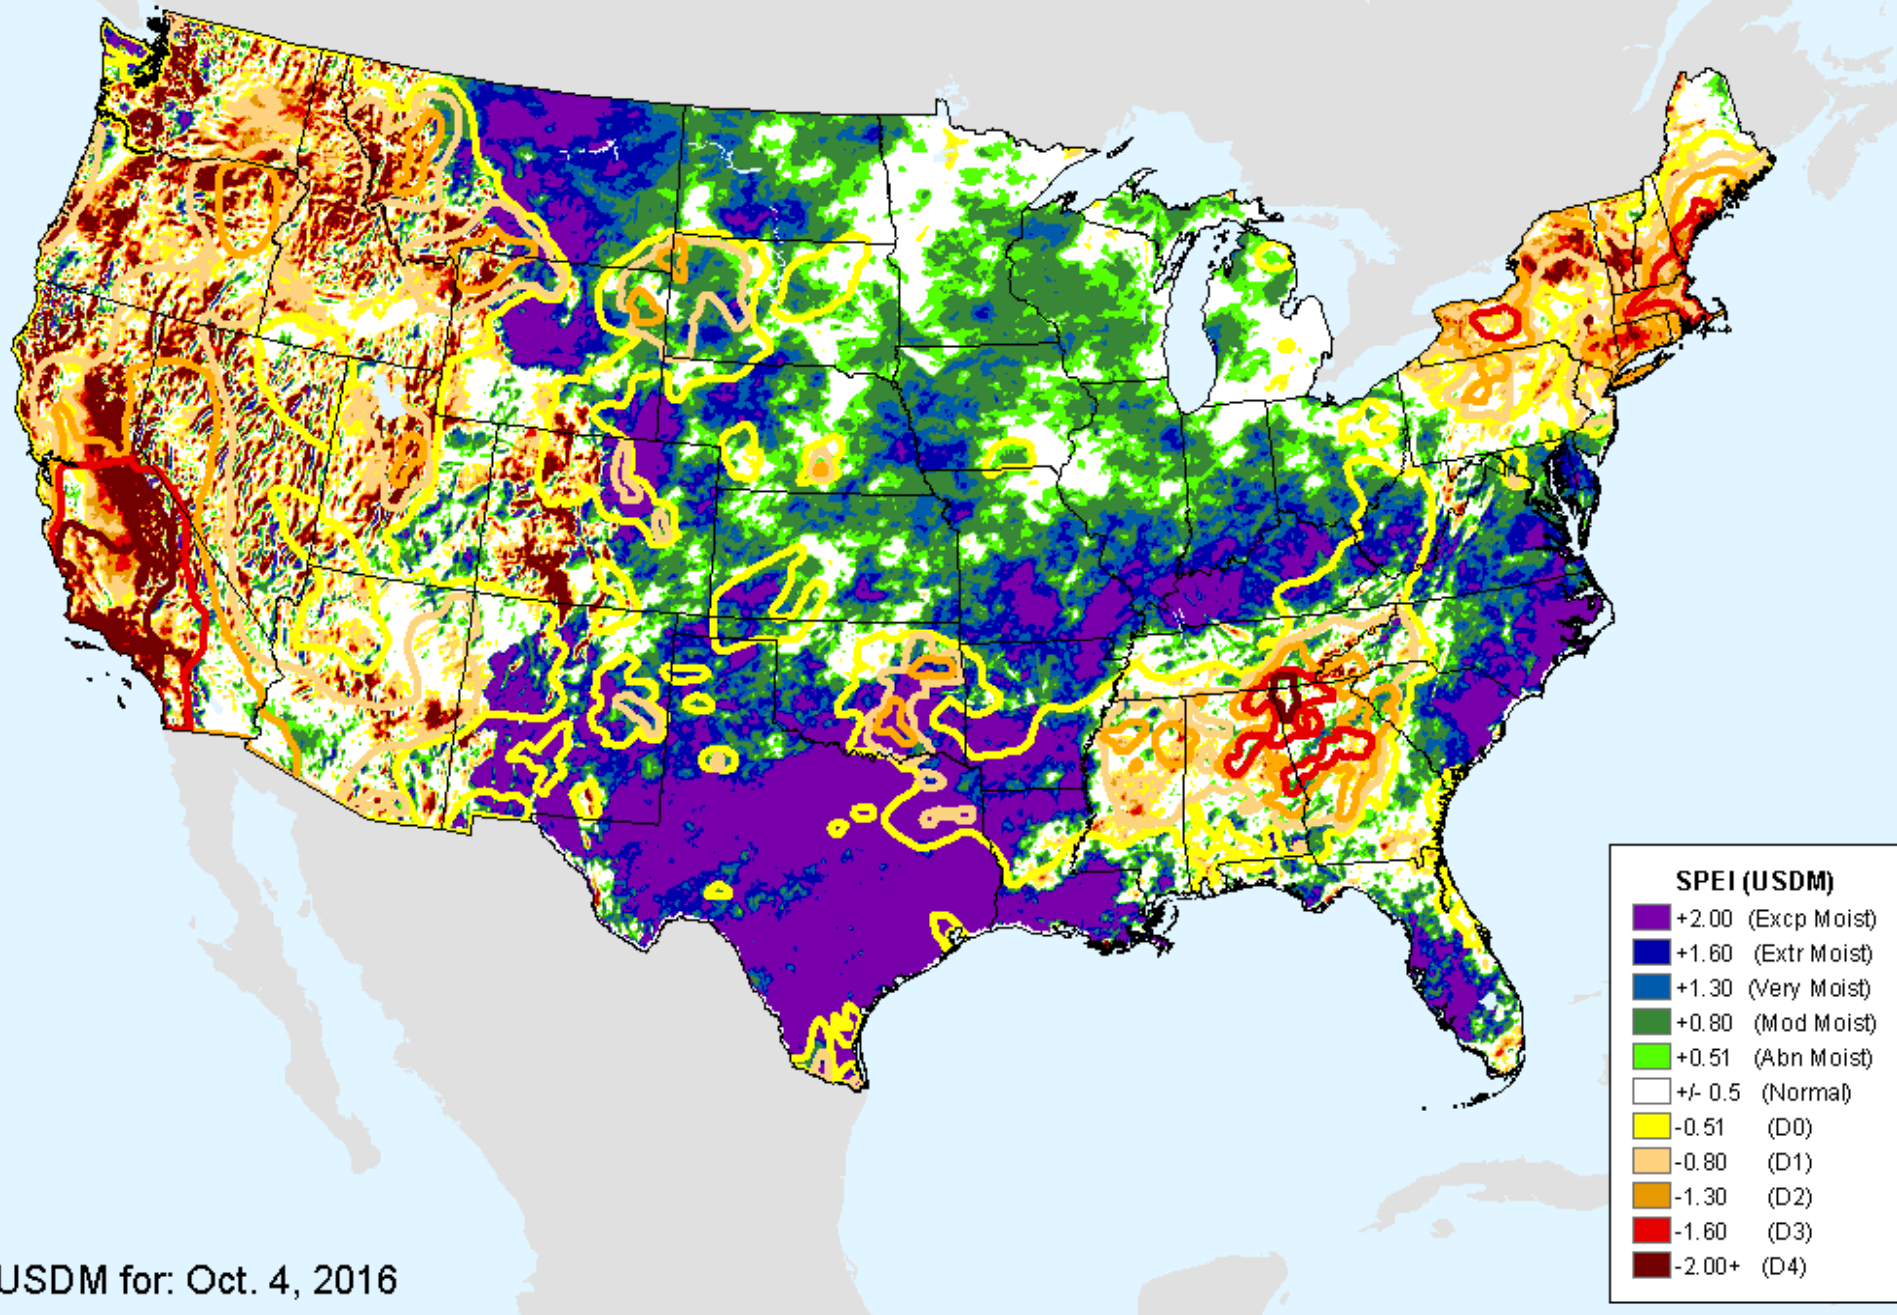 SPEI (USDM)
+2.00 (Excp Moist)
+1.60 (Extr Moist)
+1.30 (Very Moist)
+0.80 (Mod Moist)
+0.51 (Abn Moist)
+/- 0.5 (Normal)
-0.51 (D0)
-0.80 (D1)
-1.30 (D2)
-1.60 (D3)
-2.00+ (D4)
USDM for: Oct. 4, 2016